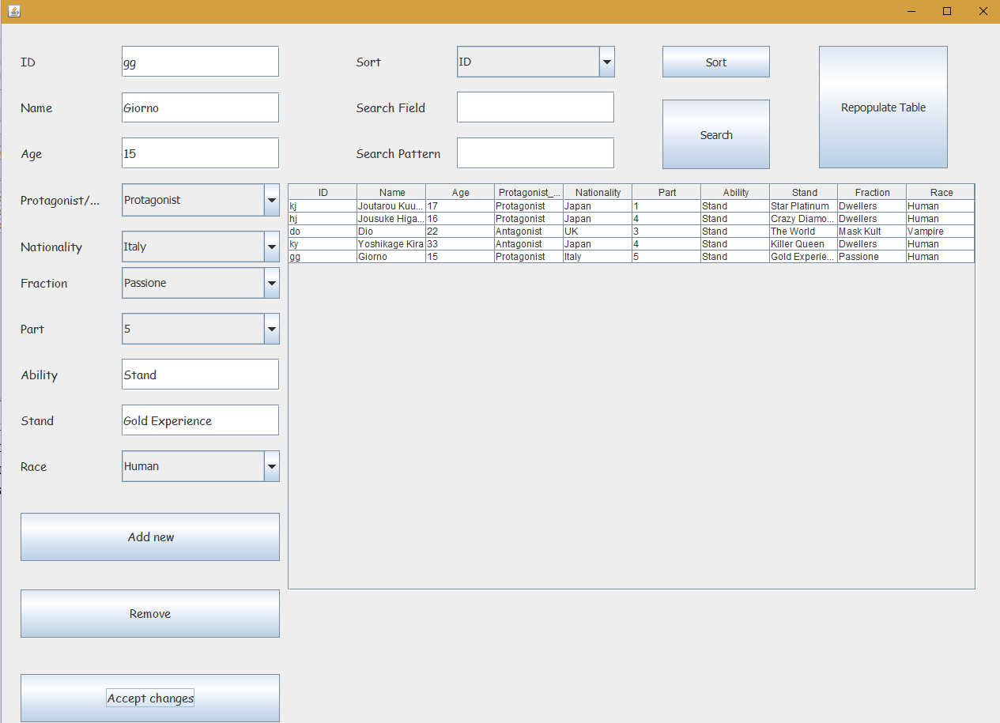 ID gg Sort ID Sort Repopulate Table
Name Giorno Search Field
Search
Age 15 Search Pattern
Protagonist/... Protagonist
Nationality Italy
Fraction Passione
Part 5
Ability Stand
Stand Gold Experience
Race Human
Add new
Remove
Accept changes
ID Name Age Protagonist_... Nationality Part Ability Stand Fraction Race
kj Joutarou Kuu... 17 Protagonist Japan 1 Stand Star Platinum Dwellers Human
hj Jousuke Higa... 16 Protagonist Japan 4 Stand Crazy Diamo... Dwellers Human
do Dio 22 Antagonist UK 3 Stand The World Mask Kult Vampire
ky Yoshikage Kira 33 Antagonist Japan 4 Stand Killer Queen Dwellers Human
gg Giorno 15 Protagonist Italy 5 Stand Gold Experie... Passione Human